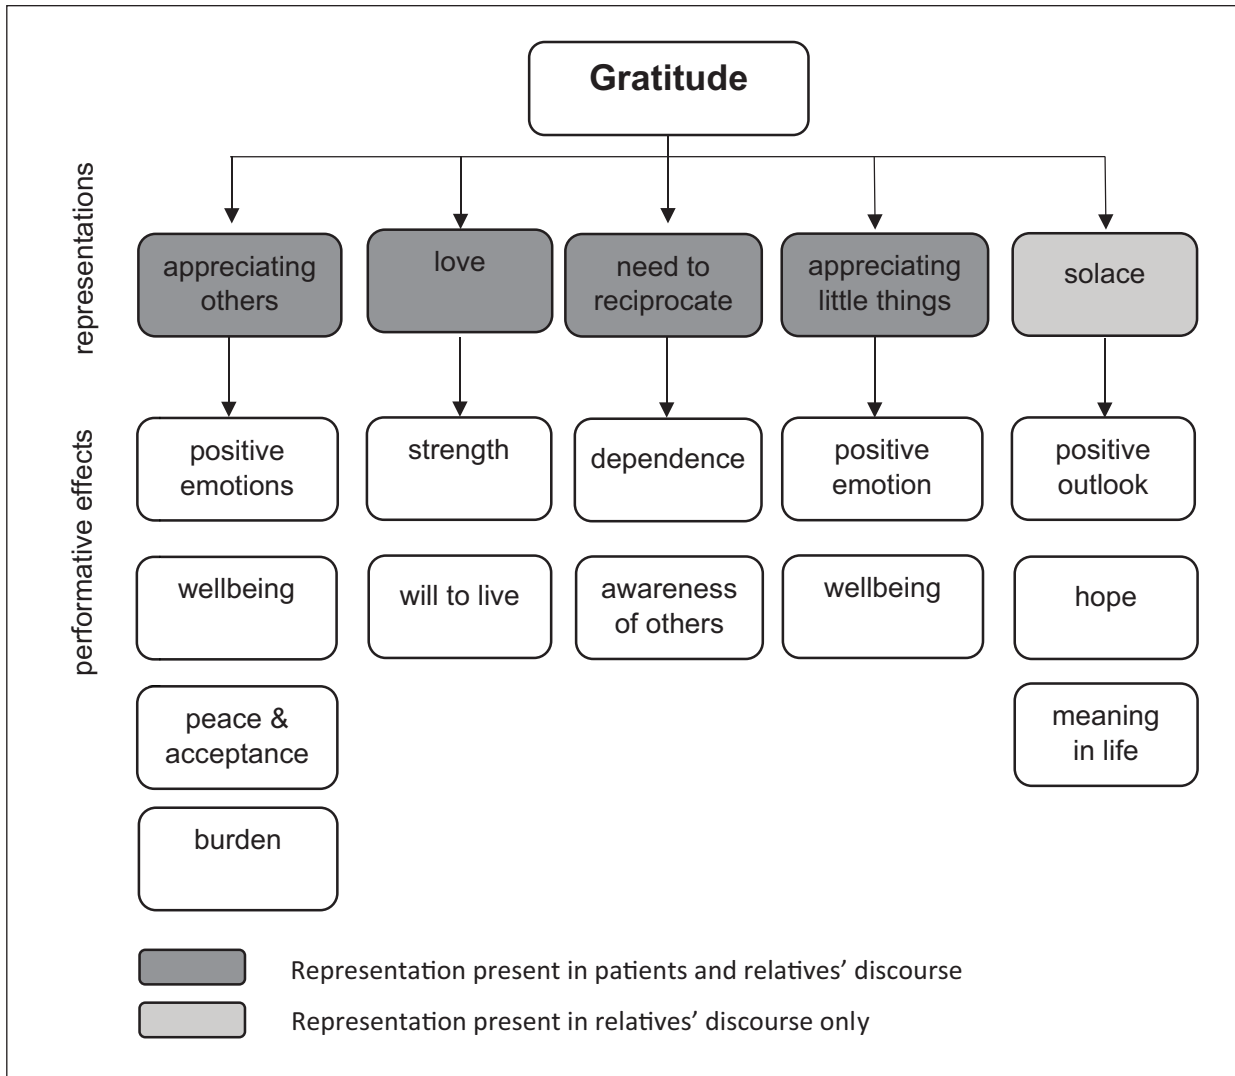 Gratitude
representations
appreciating
others
love
need to
reciprocate
appreciating
little things
solace
performative effects
positive
emotions
strength
dependence
positive
emotion
positive
outlook
wellbeing
will to live
awareness
of others
wellbeing
hope
peace &
acceptance
meaning
in life
burden
Representation present in patients and relatives’ discourse
Representation present in relatives’ discourse only